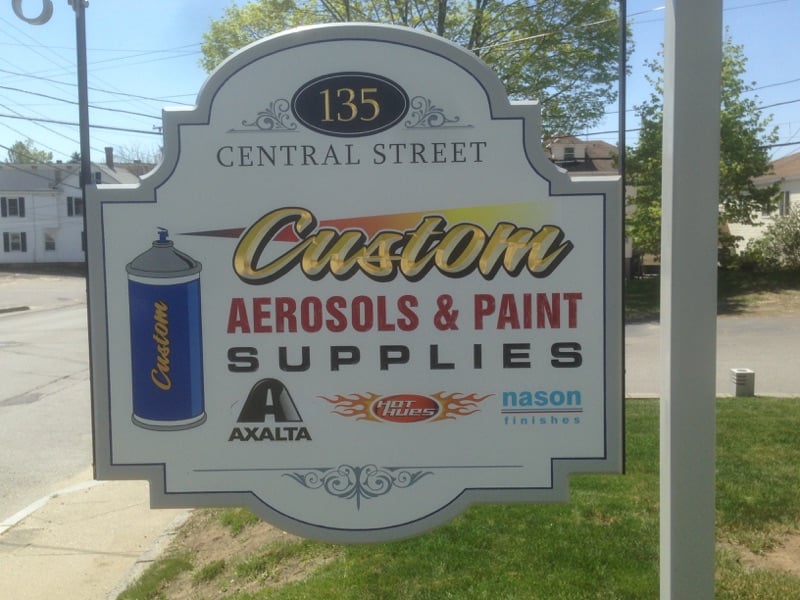 135
CENTRAL STREET
Custom
AEROSOLS & PAINT
SUPPLIES
Custom
AXALTA
HOT HUES
nason
finishes